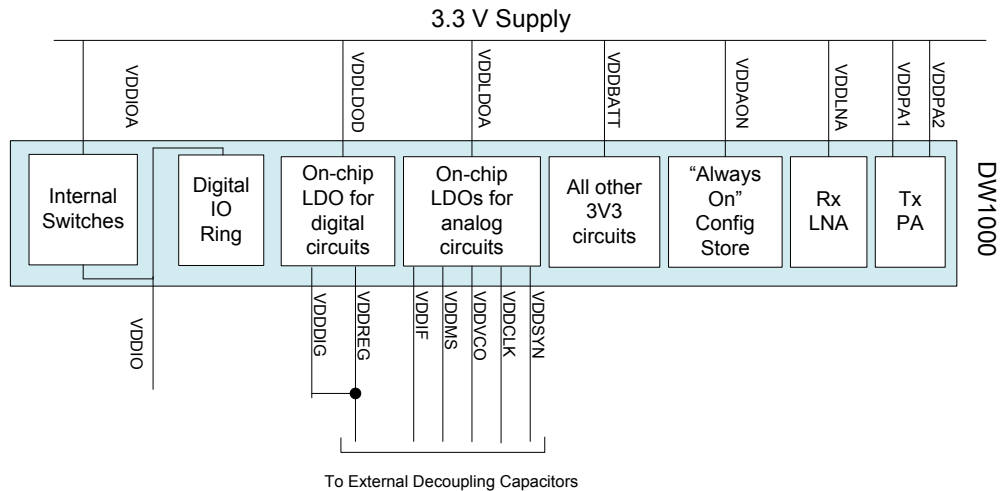 3.3 V Supply
VDDIOA
VDDLDOD
VDDLDOA
VDDBATT
VDDAON
VDDLNA
VDDPA1
VDDPA2
Internal
Switches
Digital
IO
Ring
On-chip
LDO for
digital
circuits
On-chip
LDOs for
analog
circuits
All other
3V3
circuits
“Always
On”
Config
Store
Rx
LNA
Tx
PA
DW1000
VDDIO
VDDDIG
VDDREG
VDDIF
VDDMS
VDDVCO
VDDCLK
VDDSYN
To External Decoupling Capacitors